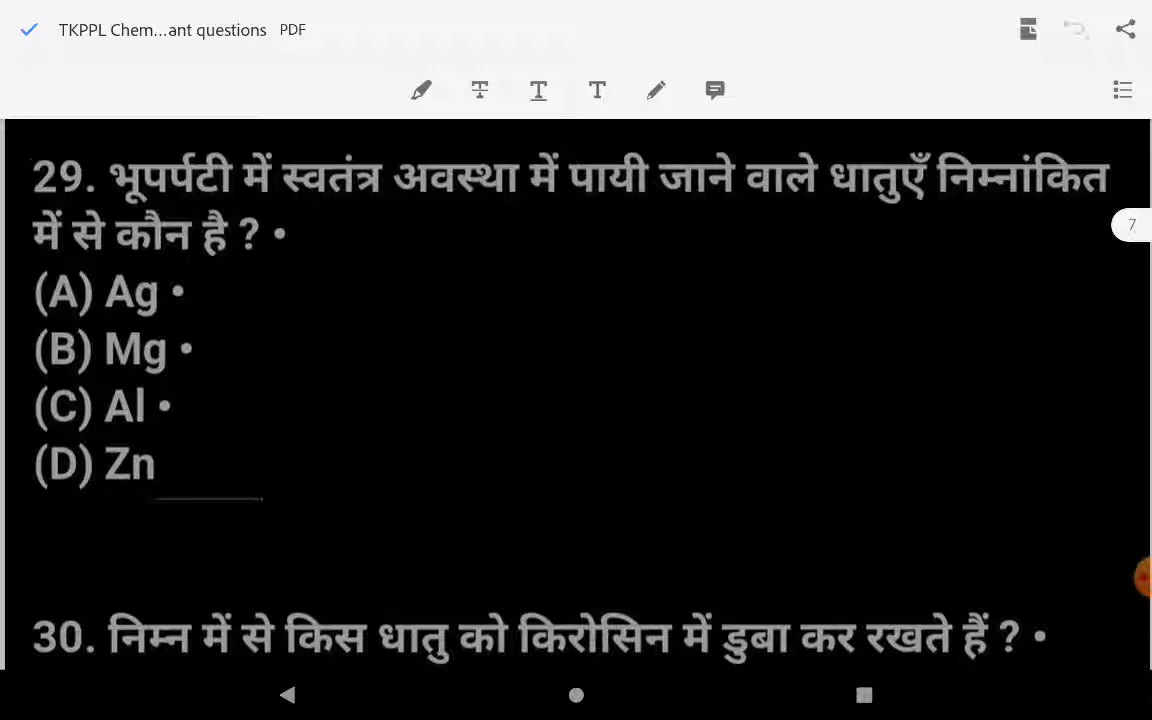 TKPPL Chem...ant questions PDF
29. भूपर्पटी में स्वतंत्र अवस्था में पायी जाने वाले धातुएँ निम्नांकित
में से कौन है ? •
7
(A) Ag •
(B) Mg •
(C) Al •
(D) Zn
30. निम्न में से किस धातु को किरोसिन में डुबा कर रखते हैं ? •